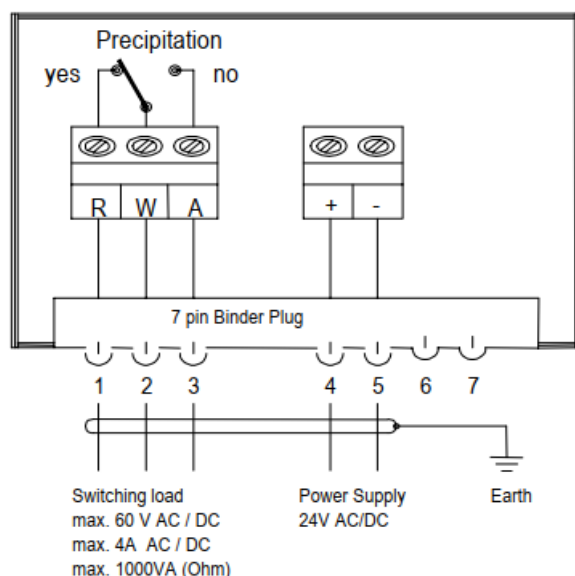 Precipitation
yes no
R W A + -
7 pin Binder Plug
1 2 3 4 5 6 7
Switching load
max. 60 V AC / DC
max. 4A AC / DC
max. 1000VA (Ohm)
Power Supply
24V AC/DC
Earth